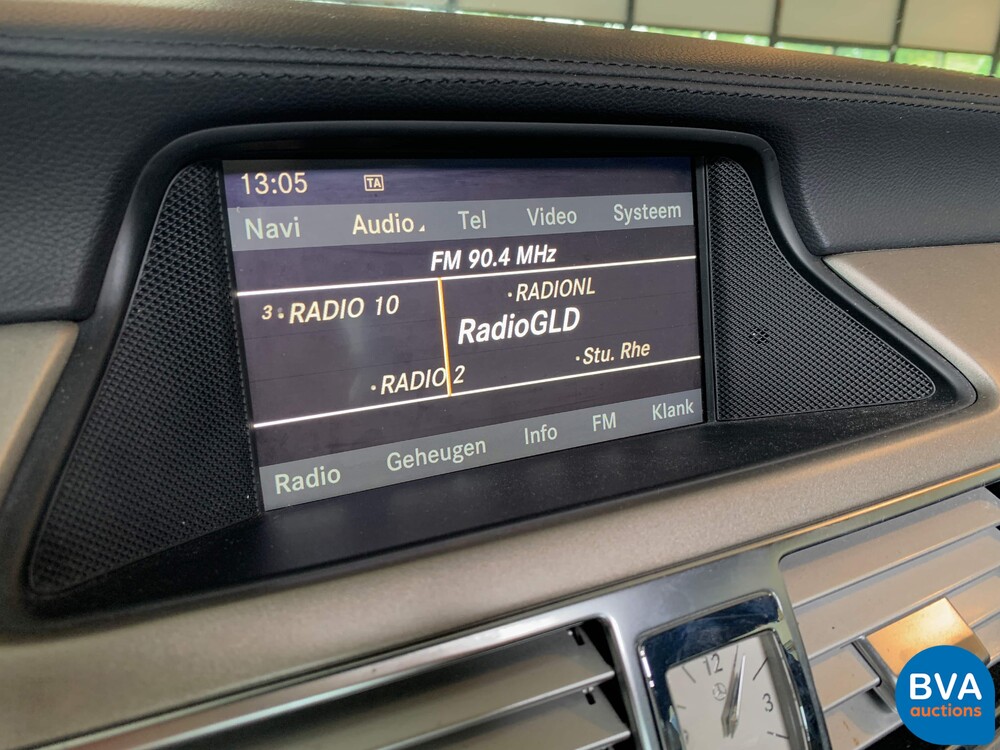 13:05 TA
Navi Audio Tel Video Systeem
FM 90.4 MHz
3 RADIO 10 ·RADIONL
RadioGLD
·RADIO 2 ·Stu. Rhe
Radio Geheugen Info FM Klank
12
3
BVA
auctions